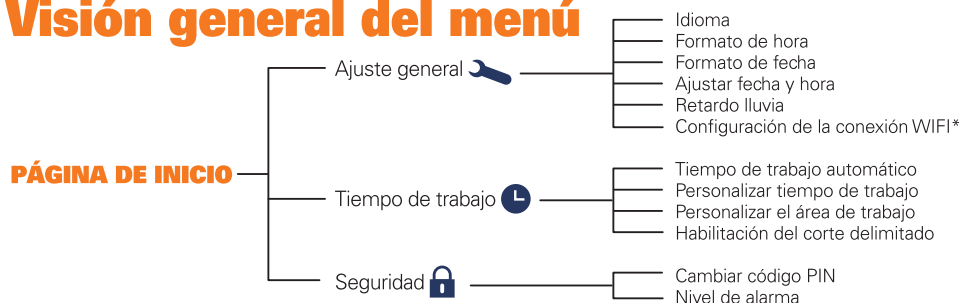 Visión general del menú
PÁGINA DE INICIO
Ajuste general
Idioma
Formato de hora
Formato de fecha
Ajustar fecha y hora
Retardo lluvia
Configuración de la conexión WIFI*
Tiempo de trabajo
Tiempo de trabajo automático
Personalizar tiempo de trabajo
Personalizar el área de trabajo
Habilitación del corte delimitado
Seguridad
Cambiar código PIN
Nivel de alarma